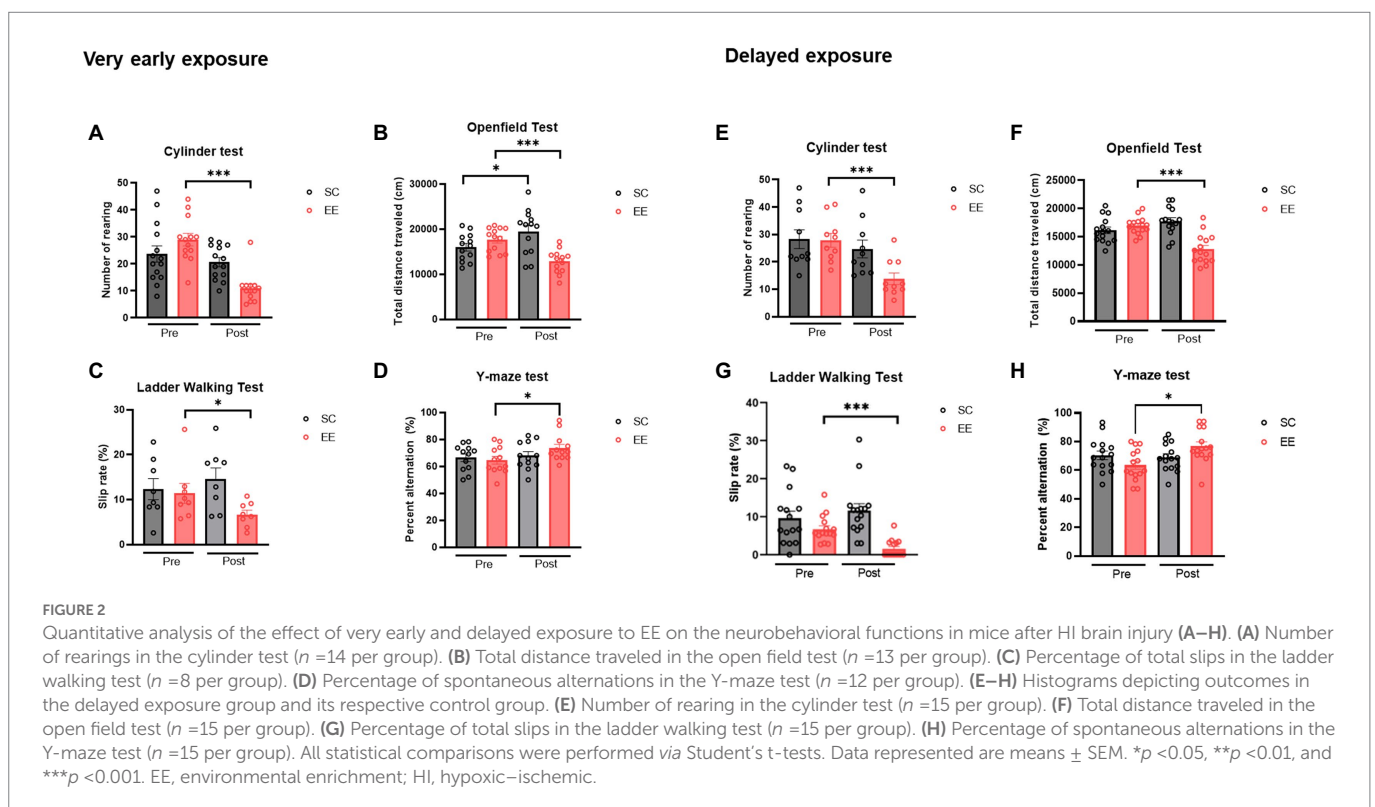 Very early exposure
Delayed exposure
A
Cylinder test
***
Number of rearing
50
40
30
20
10
0
Pre
Post
SC
EE
B
Openfield Test
***
*
Total distance traveled (cm)
30000
20000
10000
0
Pre
Post
E
Cylinder test
***
Number of rearing
50
40
30
20
10
0
Pre
Post
SC
EE
F
Openfield Test
***
Total distance traveled (cm)
25000
20000
15000
10000
5000
0
Pre
Post
C
Ladder Walking Test
*
Slip rate (%)
30
20
10
0
Pre
Post
SC
EE
D
Y-maze test
*
Percent alternation (%)
100
80
60
40
20
0
Pre
Post
G
Ladder Walking Test
***
Slip rate (%)
40
30
20
10
0
Pre
Post
SC
EE
H
Y-maze test
*
Percent alternation (%)
100
80
60
40
20
0
Pre
Post
FIGURE 2
Quantitative analysis of the effect of very early and delayed exposure to EE on the neurobehavioral functions in mice after HI brain injury (A–H). (A) Number
of rearings in the cylinder test (n =14 per group). (B) Total distance traveled in the open field test (n =13 per group). (C) Percentage of total slips in the ladder
walking test (n =8 per group). (D) Percentage of spontaneous alternations in the Y-maze test (n =12 per group). (E–H) Histograms depicting outcomes in
the delayed exposure group and its respective control group. (E) Number of rearing in the cylinder test (n =15 per group). (F) Total distance traveled in the
open field test (n =15 per group). (G) Percentage of total slips in the ladder walking test (n =15 per group). (H) Percentage of spontaneous alternations in the
Y-maze test (n =15 per group). All statistical comparisons were performed via Student's t-tests. Data represented are means ± SEM. *p <0.05, **p <0.01, and
***p <0.001. EE, environmental enrichment; HI, hypoxic–ischemic.